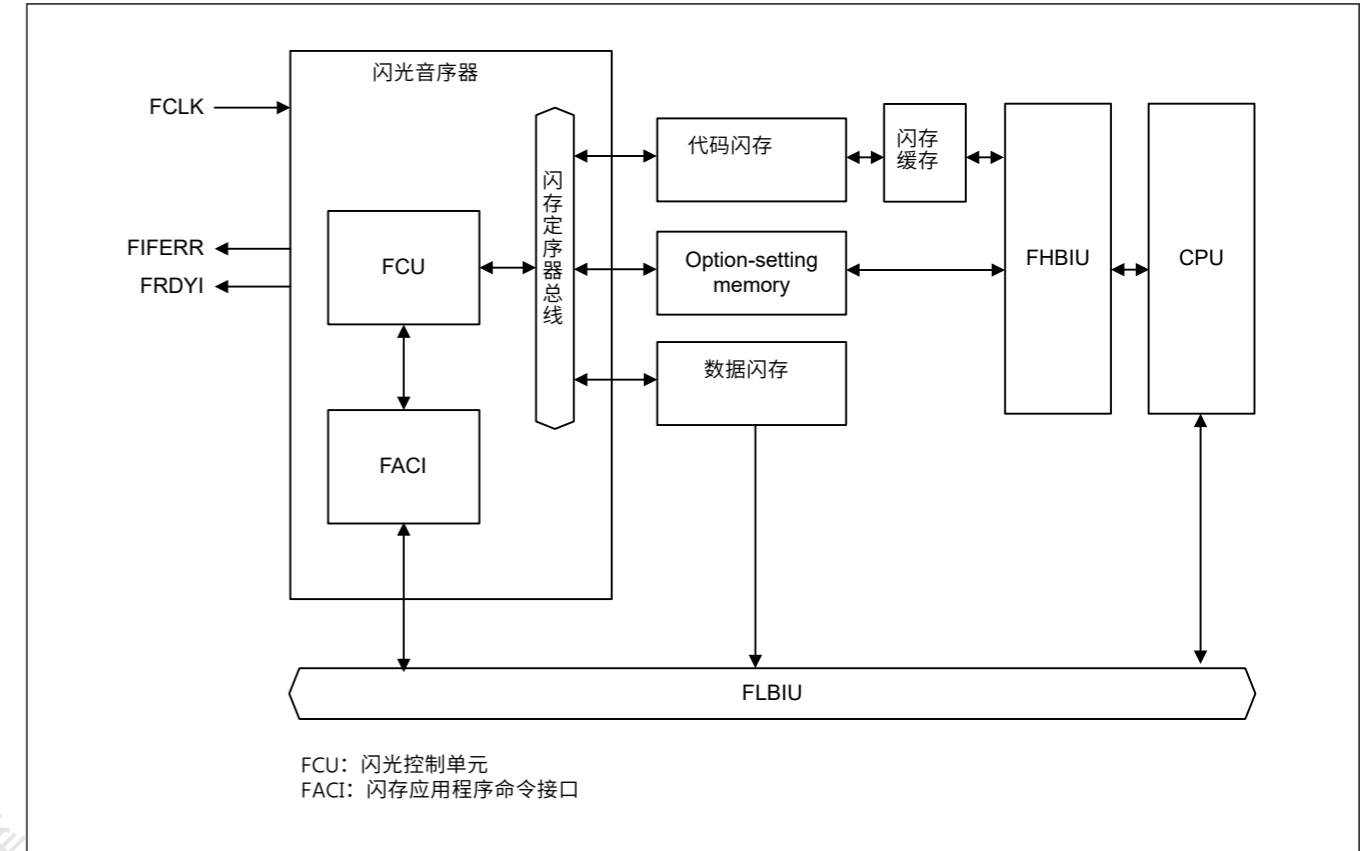 闪光音序器
FCLK
代码闪存
闪存
缓存
闪存定序器总线
FIFERR
FRDYI
FCU
Option-setting
memory
FHBIU
CPU
数据闪存
FACI
FLBIU
FCU：闪光控制单元
FACI：闪存应用程序命令接口